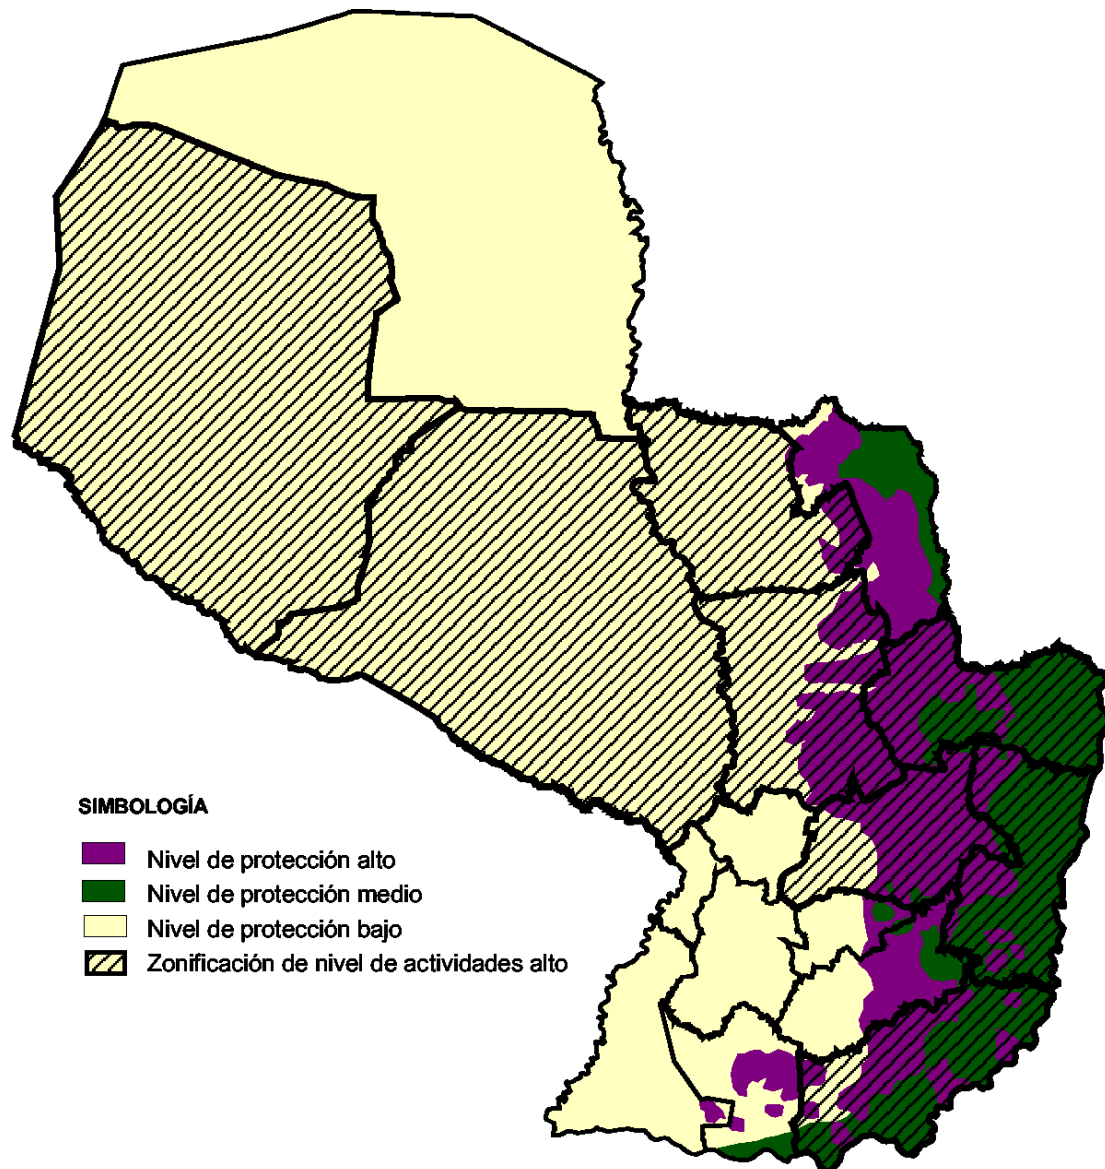 SIMBOLOGÍA
Nivel de protección alto
Nivel de protección medio
Nivel de protección bajo
Zonificación de nivel de actividades alto